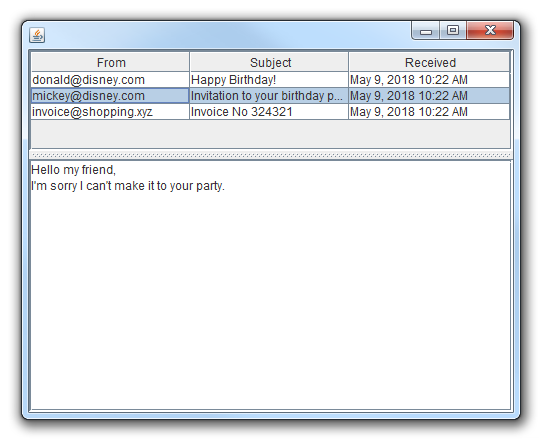 From Subject Received
donald@disney.com Happy Birthday! May 9, 2018 10:22 AM
mickey@disney.com Invitation to your birthday p... May 9, 2018 10:22 AM
invoice@shopping.xyz Invoice No 324321 May 9, 2018 10:22 AM
Hello my friend,
I'm sorry I can't make it to your party.